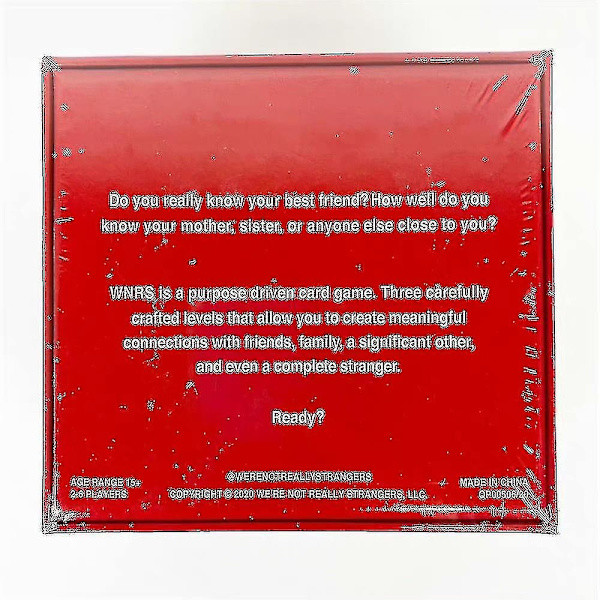 Do you really know your best friend? How well do you
know your mother, sister, or anyone else close to you?
WNRS is a purpose driven card game. Three carefully
crafted levels that allow you to create meaningful
connections with friends, family, a significant other,
and even a complete stranger.
Ready?
AGE RANGE 15+
2-6 PLAYERS
@WERENOTREALLYSTRANGERS
COPYRIGHT © 2020 WE'RE NOT REALLY STRANGERS, LLC.
MADE IN CHINA